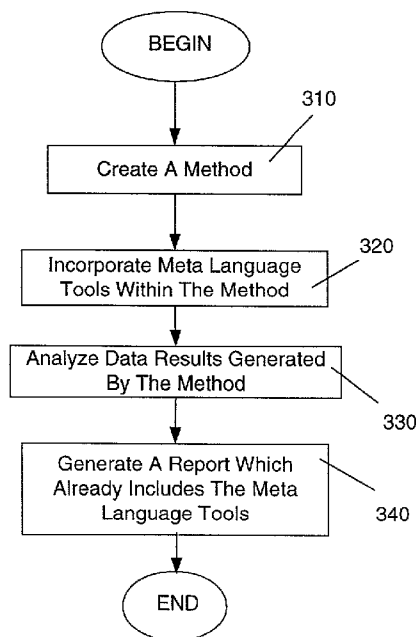 BEGIN
310
Create A Method
320
Incorporate Meta Language
Tools Within The Method
Analyze Data Results Generated
By The Method
330
Generate A Report Which
Already Includes The Meta
Language Tools
340
END